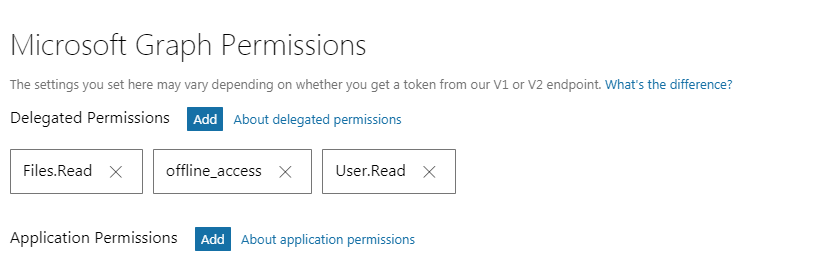 Microsoft Graph Permissions
The settings you set here may vary depending on whether you get a token from our V1 or V2 endpoint. What's the difference?
Delegated Permissions Add About delegated permissions
Files.Read offline_access User.Read
Application Permissions Add About application permissions